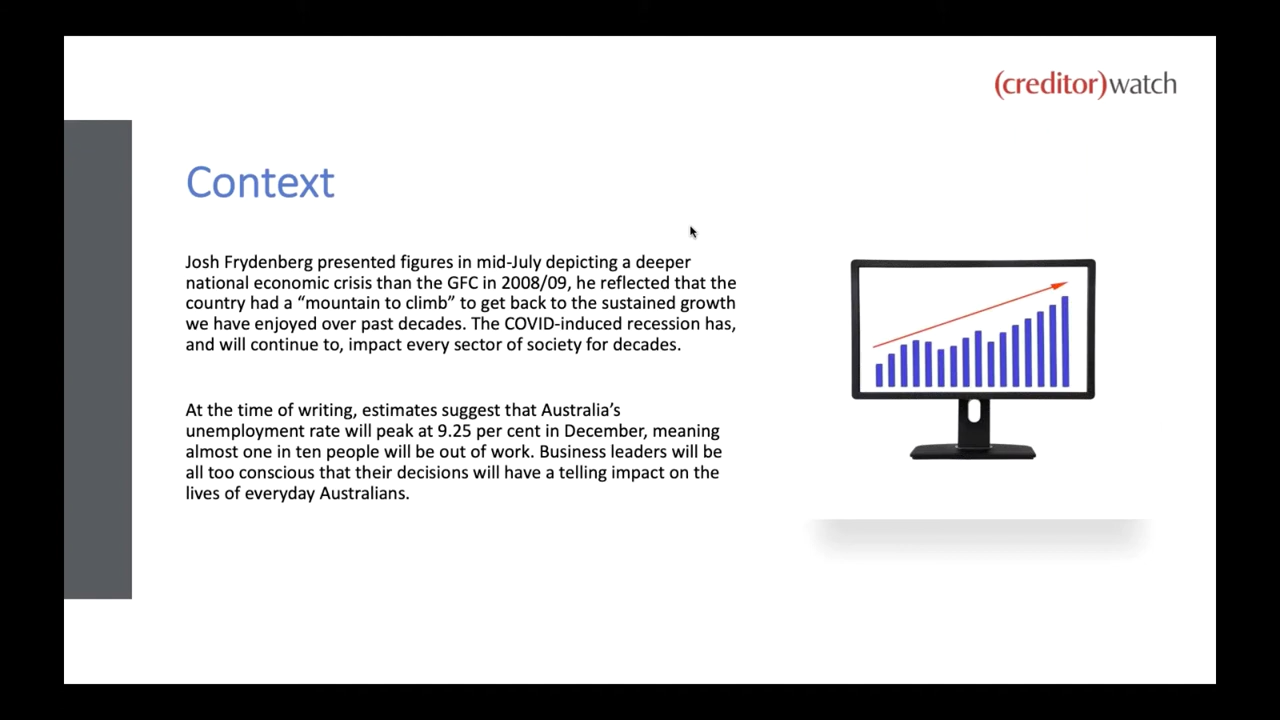 (creditor)watch
Context
Josh Frydenberg presented figures in mid-July depicting a deeper
national economic crisis than the GFC in 2008/09, he reflected that the
country had a “mountain to climb” to get back to the sustained growth
we have enjoyed over past decades. The COVID-induced recession has,
and will continue to, impact every sector of society for decades.
At the time of writing, estimates suggest that Australia’s
unemployment rate will peak at 9.25 per cent in December, meaning
almost one in ten people will be out of work. Business leaders will be
all too conscious that their decisions will have a telling impact on the
lives of everyday Australians.